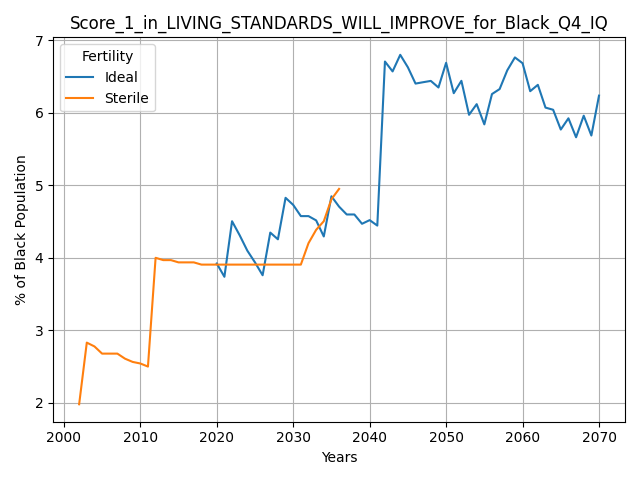 Score_1_in_LIVING_STANDARDS_WILL_IMPROVE_for_Black_Q4_IQ
Fertility
Ideal
Sterile
% of Black Population
7
6
5
4
3
2
2000 2010 2020 2030 2040 2050 2060 2070
Years